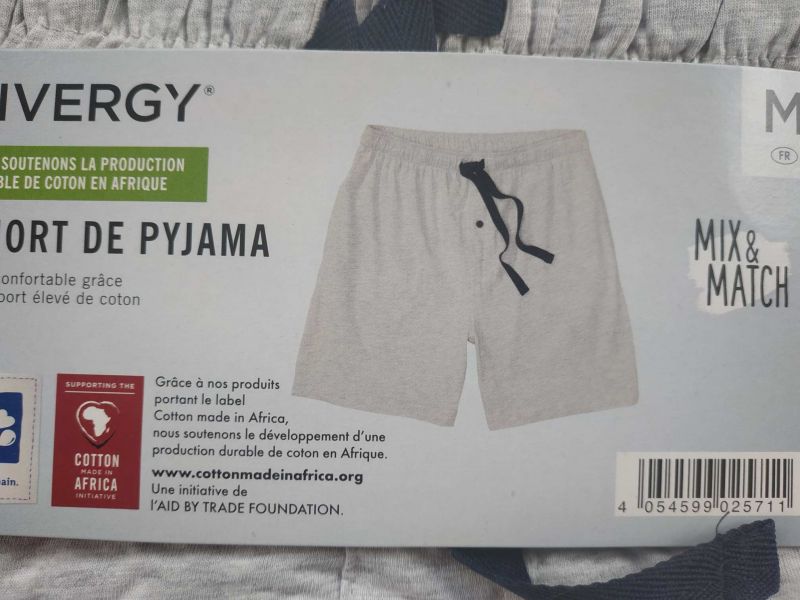 IVERGY®
M
FR
SOUTENONS LA PRODUCTION
BLE DE COTON EN AFRIQUE
ORT DE PYJAMA
onfortable grâce
port élevé de coton
MIX &
MATCH
SUPPORTING THE
COTTON
MADE IN
AFRICA
INITIATIVE
Grâce à nos produits
portant le label
Cotton made in Africa,
nous soutenons le développement d'une
production durable de coton en Afrique.
www.cottonmadeinafrica.org
Une initiative de
l'AID BY TRADE FOUNDATION.
ain.
4 054599 025711